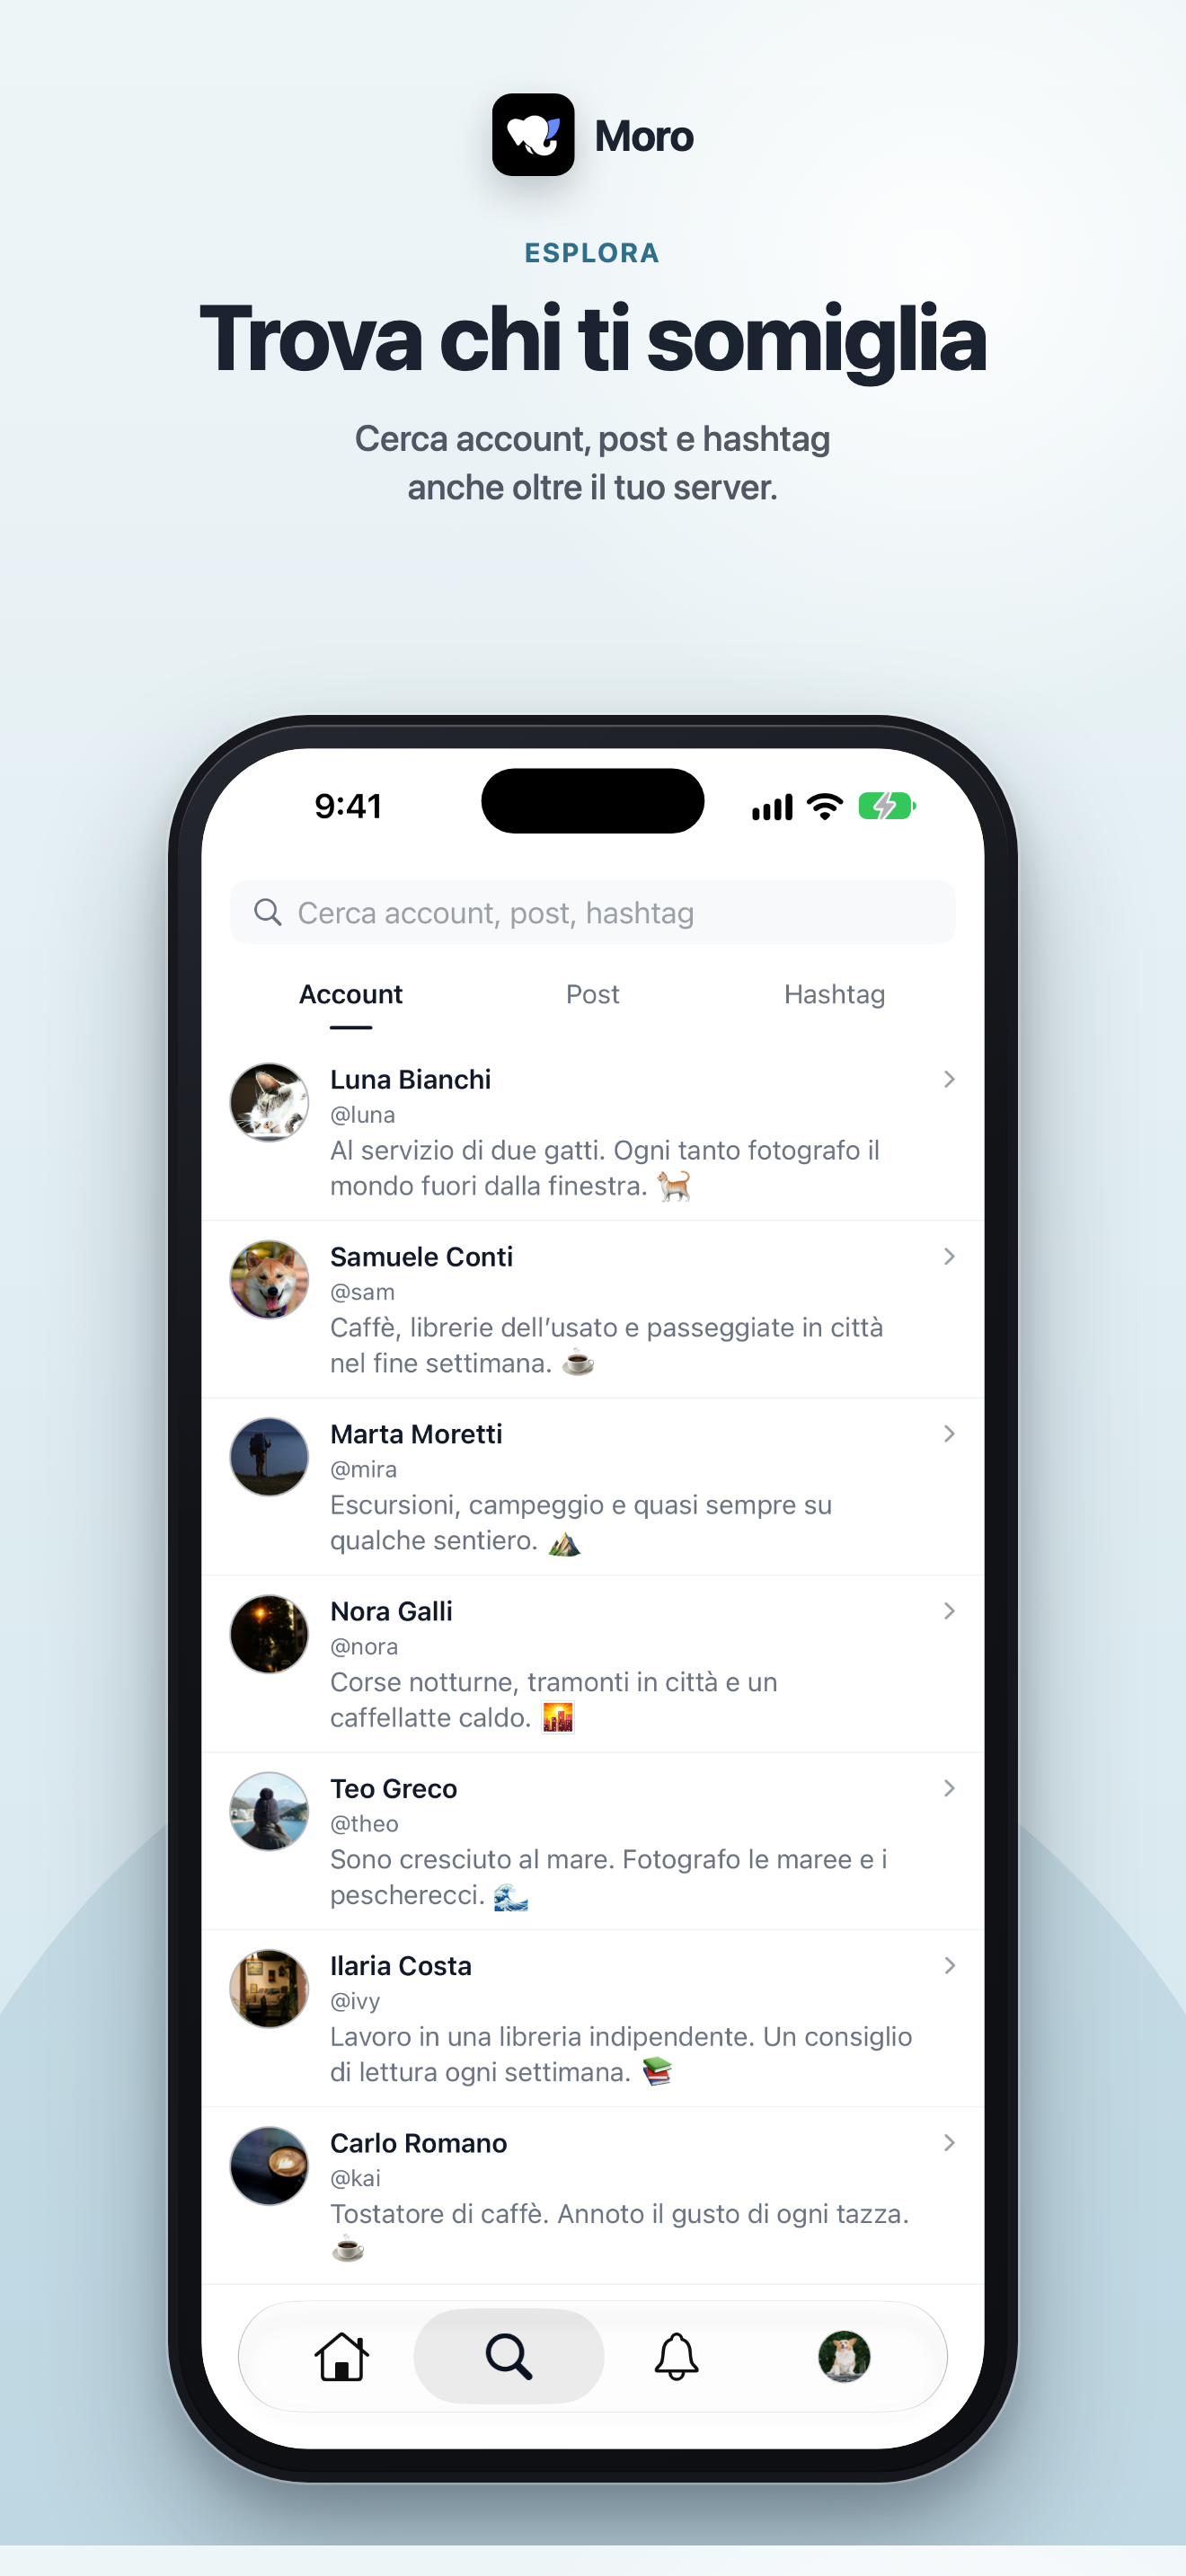 Moro
ESPLORA
Trova chi ti somiglia
Cerca account, post e hashtag
anche oltre il tuo server.
9:41
Cerca account, post, hashtag
Account Post Hashtag
Luna Bianchi
@luna
Al servizio di due gatti. Ogni tanto fotografo il
mondo fuori dalla finestra. 🐈
Samuele Conti
@sam
Caffè, librerie dell’usato e passeggiate in città
nel fine settimana. ☕
Marta Moretti
@mira
Escursioni, campeggio e quasi sempre su
qualche sentiero. ⛰️
Nora Galli
@nora
Corse notturne, tramonti in città e un
caffellatte caldo. 🌇
Teo Greco
@theo
Sono cresciuto al mare. Fotografo le maree e i
pescherecci. 🌊
Ilaria Costa
@ivy
Lavoro in una libreria indipendente. Un consiglio
di lettura ogni settimana. 📚
Carlo Romano
@kai
Tostatore di caffè. Annoto il gusto di ogni tazza.
☕